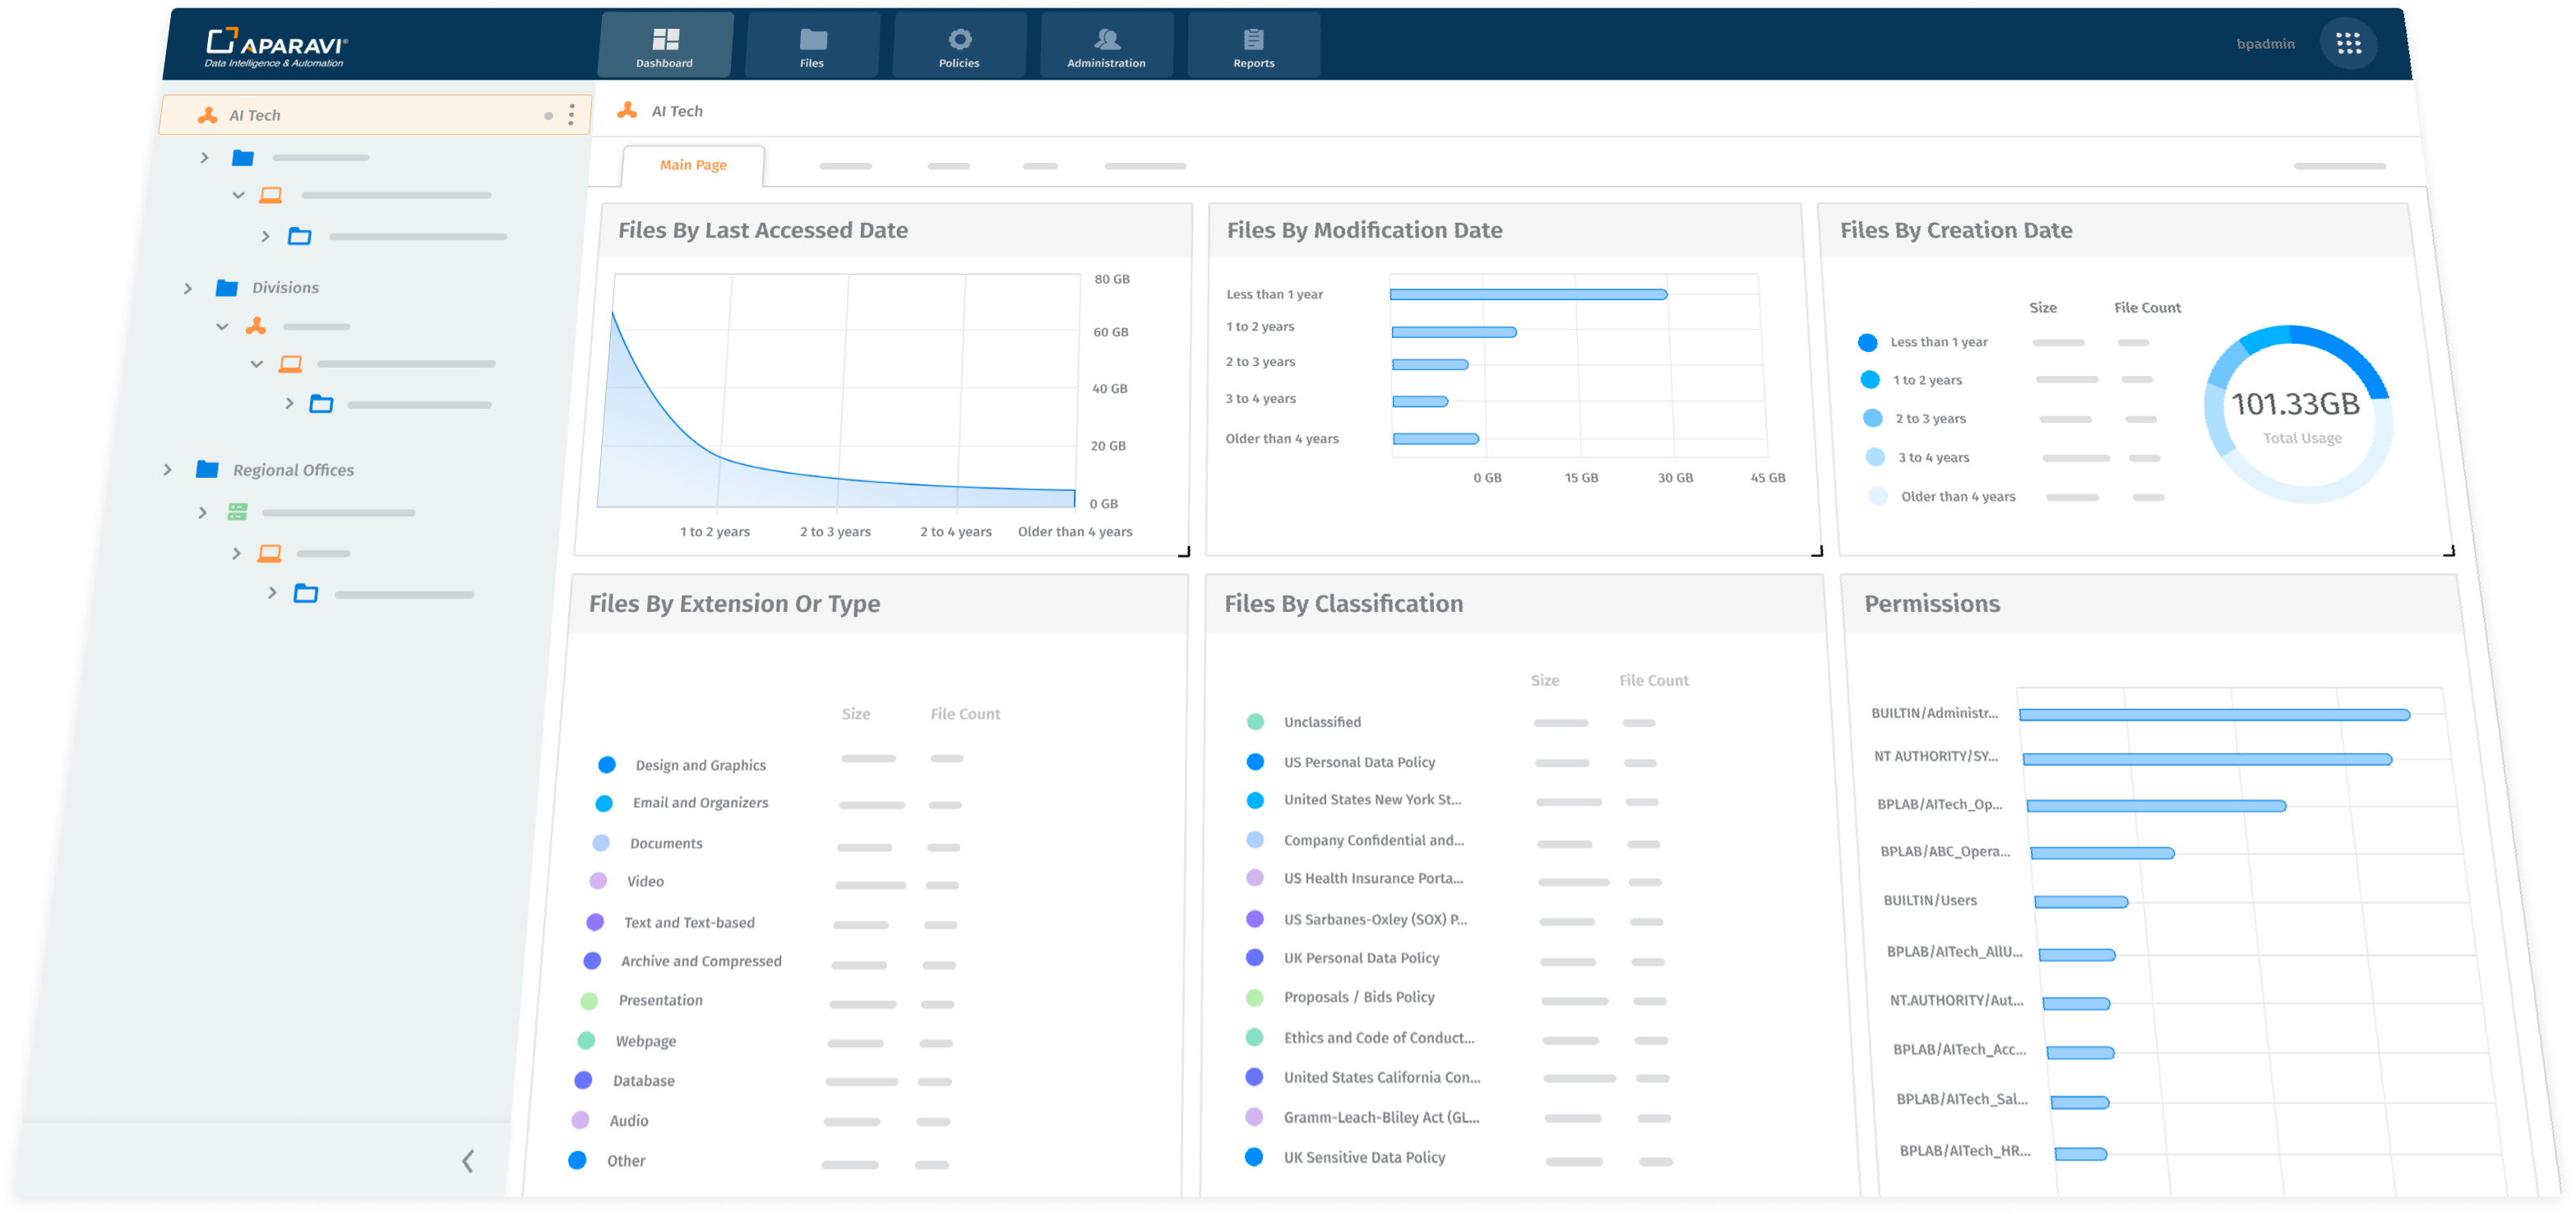 APARAVI
Data Intelligence & Automation
Dashboard
Files
Policies
Administration
Reports
bpadmin
AI Tech
Divisions
Regional Offices
AI Tech
Main Page
Files By Last Accessed Date
80 GB
60 GB
40 GB
20 GB
0 GB
1 to 2 years
2 to 3 years
2 to 4 years
Older than 4 years
Files By Modification Date
Less than 1 year
1 to 2 years
2 to 3 years
3 to 4 years
Older than 4 years
0 GB
15 GB
30 GB
45 GB
Files By Creation Date
Size
File Count
Less than 1 year
1 to 2 years
2 to 3 years
3 to 4 years
Older than 4 years
101.33GB
Total Usage
Files By Extension Or Type
Size
File Count
Design and Graphics
Email and Organizers
Documents
Video
Text and Text-based
Archive and Compressed
Presentation
Webpage
Database
Audio
Other
Files By Classification
Size
File Count
Unclassified
US Personal Data Policy
United States New York St...
Company Confidential and...
US Health Insurance Porta...
US Sarbanes-Oxley (SOX) P...
UK Personal Data Policy
Proposals / Bids Policy
Ethics and Code of Conduct...
United States California Con...
Gramm-Leach-Bliley Act (GL...
UK Sensitive Data Policy
Permissions
BUILTIN/Administr...
NT AUTHORITY/SY...
BPLAB/AITech_Op...
BPLAB/ABC_Opera...
BUILTIN/Users
BPLAB/AITech_AllU...
NT.AUTHORITY/Aut...
BPLAB/AITech_Acc...
BPLAB/AITech_Sal...
BPLAB/AITech_HR...